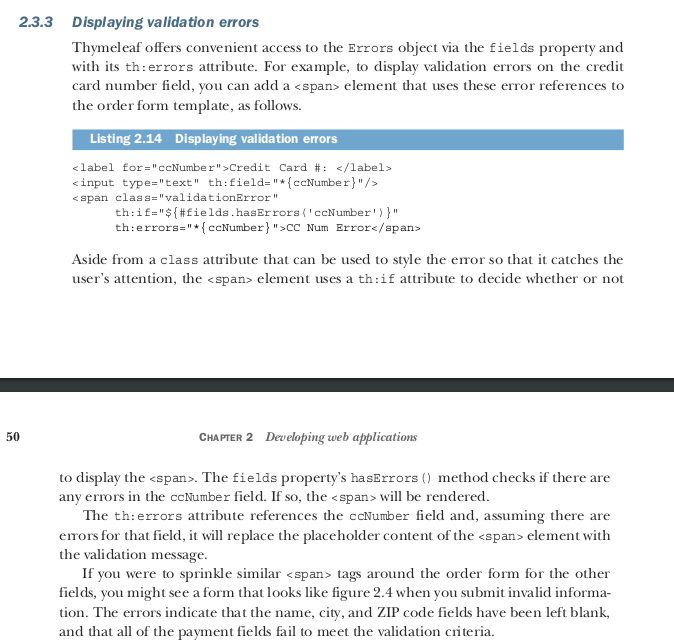 2.3.3 Displaying validation errors
Thymeleaf offers convenient access to the Errors object via the fields property and
with its th:errors attribute. For example, to display validation errors on the credit
card number field, you can add a <span> element that uses these error references to
the order form template, as follows.
Listing 2.14 Displaying validation errors
<label for="ccNumber">Credit Card #: </label>
<input type="text" th:field="*{ccNumber}"/>
<span class="validationError"
th:if="${#fields.hasErrors('ccNumber')}"
th:errors="*{ccNumber}">CC Num Error</span>
Aside from a class attribute that can be used to style the error so that it catches the
user's attention, the <span> element uses a th:if attribute to decide whether or not
50 CHAPTER 2 Developing web applications
to display the <span>. The fields property's hasErrors() method checks if there are
any errors in the ccNumber field. If so, the <span> will be rendered.
The th:errors attribute references the ccNumber field and, assuming there are
errors for that field, it will replace the placeholder content of the <span> element with
the validation message.
If you were to sprinkle similar <span> tags around the order form for the other
fields, you might see a form that looks like figure 2.4 when you submit invalid informa-
tion. The errors indicate that the name, city, and ZIP code fields have been left blank,
and that all of the payment fields fail to meet the validation criteria.